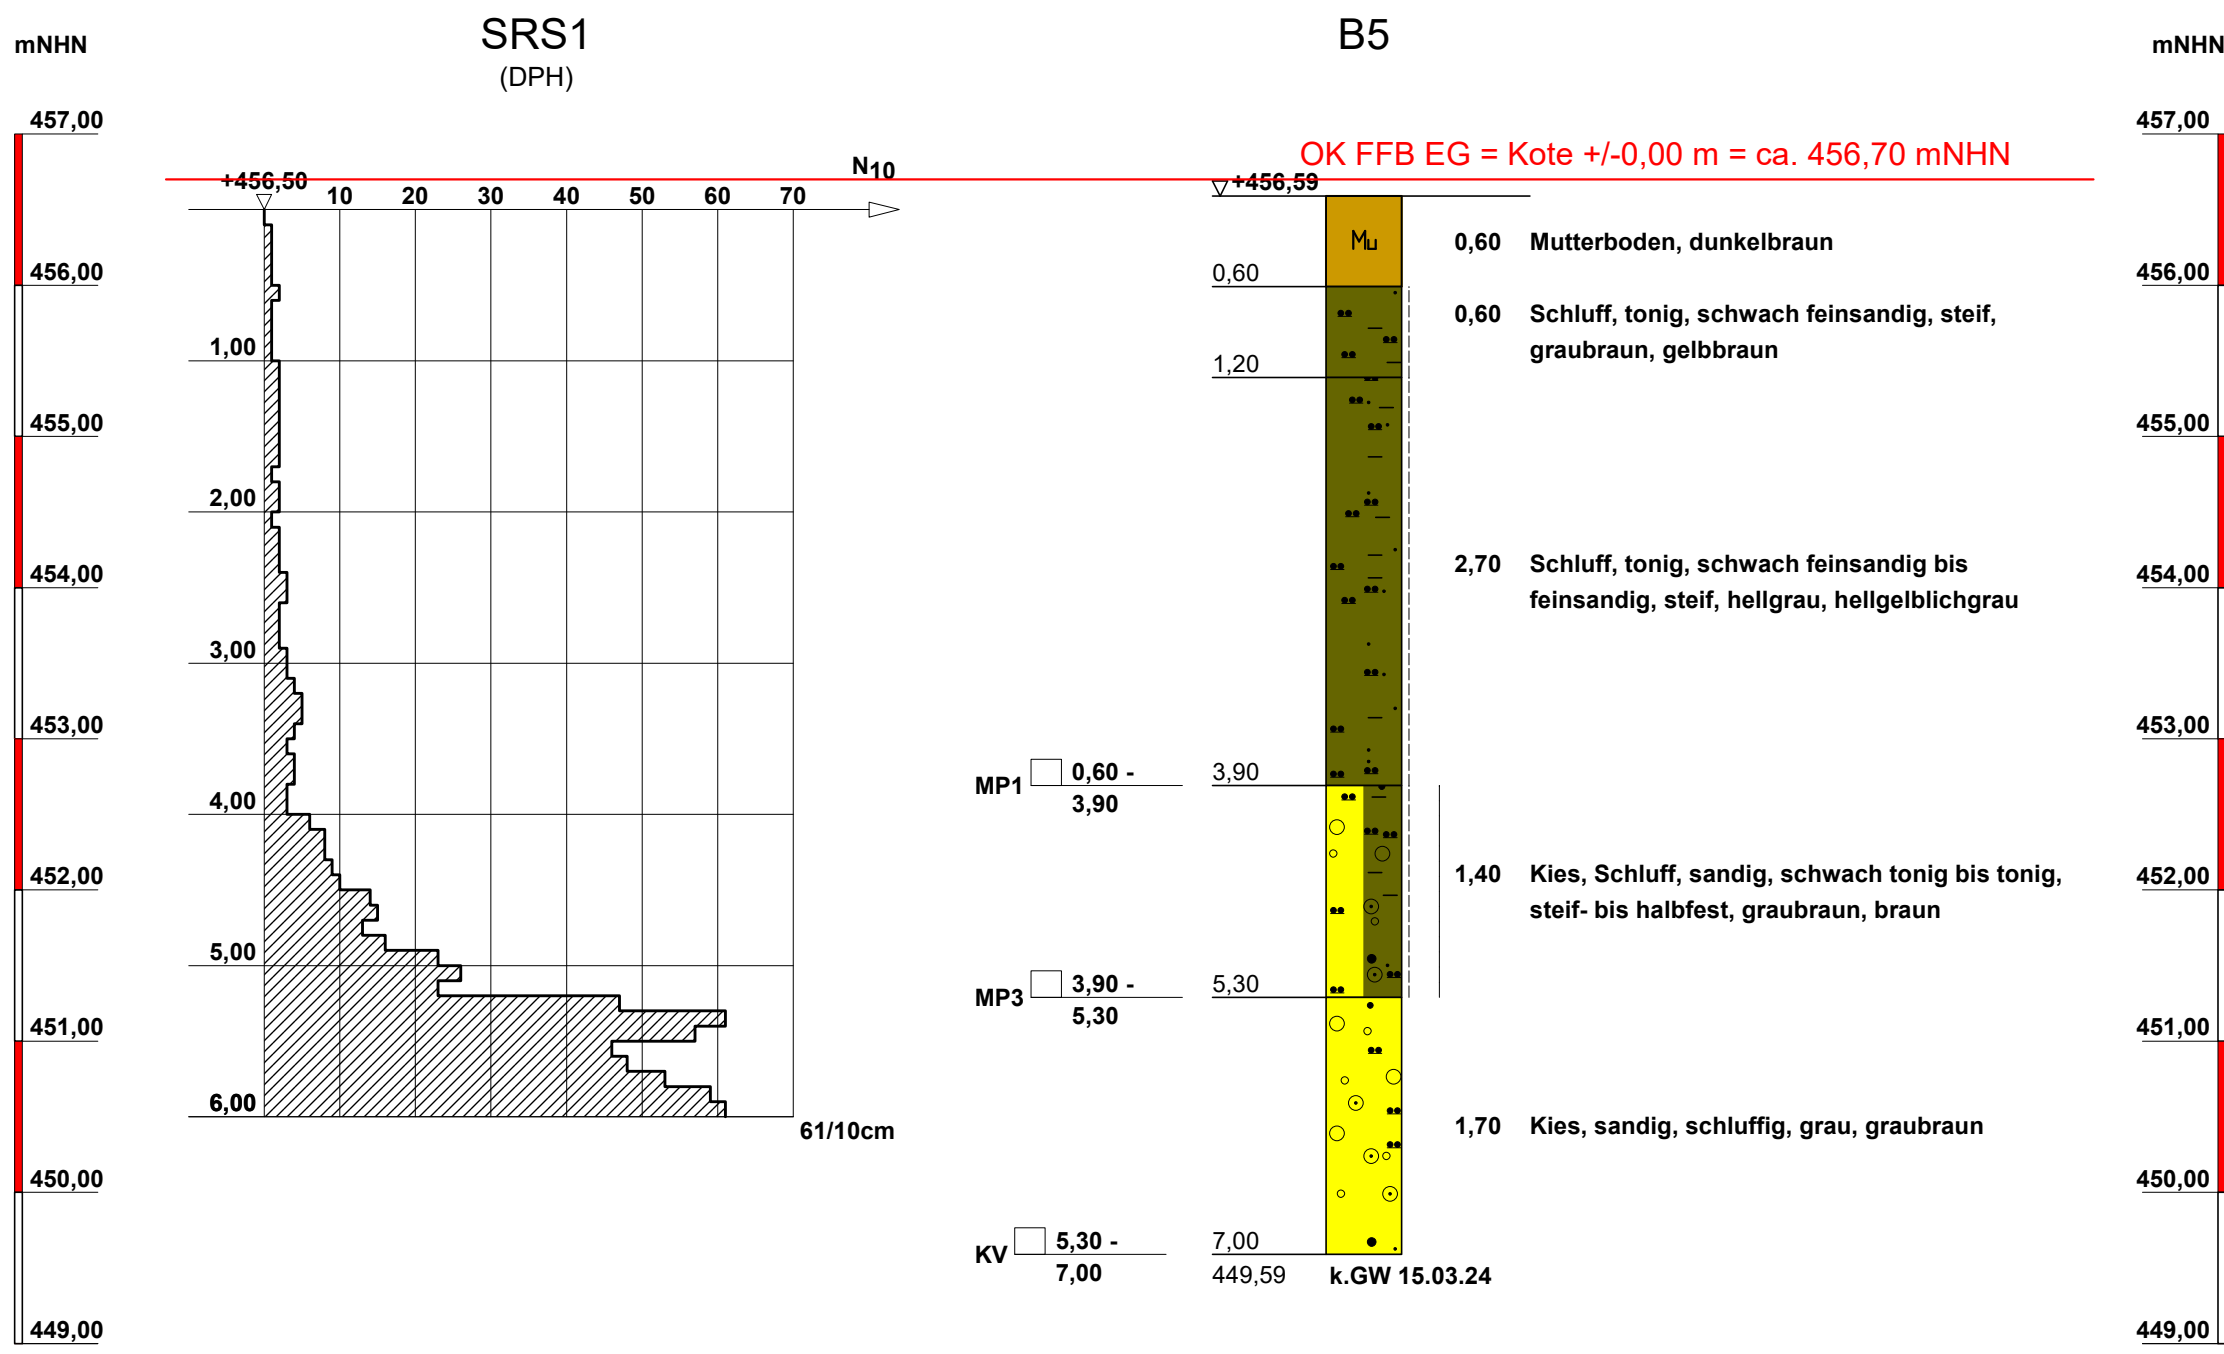 SRS1
B5
mNHN
mNHN
(DPH)
457,00
457,00
OK FFB EG = Kote +/-0,00 m = ca. 456,70 mNHN
N10
+456,50
+456,59
10 20 30 40 50 60 70
Mu
0,60 Mutterboden, dunkelbraun
456,00
0,60
456,00
0,60 Schluff, tonig, schwach feinsandig, steif,
graubraun, gelbbraun
1,00
1,20
455,00
455,00
2,00
2,70 Schluff, tonig, schwach feinsandig bis
feinsandig, steif, hellgrau, hellgelblichgrau
454,00
454,00
3,00
453,00
453,00
MP1 0,60 -
3,90
3,90
4,00
452,00
1,40 Kies, Schluff, sandig, schwach tonig bis tonig,
steif- bis halbfest, graubraun, braun
452,00
5,00
MP3 3,90 -
5,30
5,30
451,00
451,00
6,00
61/10cm
1,70 Kies, sandig, schluffig, grau, graubraun
450,00
450,00
KV 5,30 -
7,00
7,00
449,59 k.GW 15.03.24
449,00
449,00